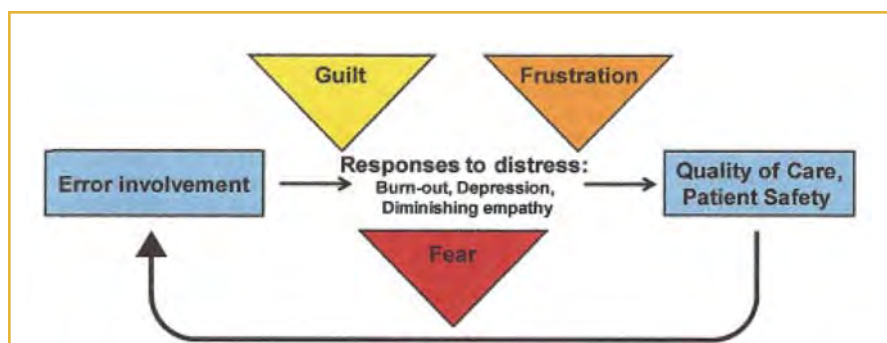 Guilt
Frustration
Error involvement
Responses to distress:
Burn-out, Depression,
Diminishing empathy
Quality of Care,
Patient Safety
Fear